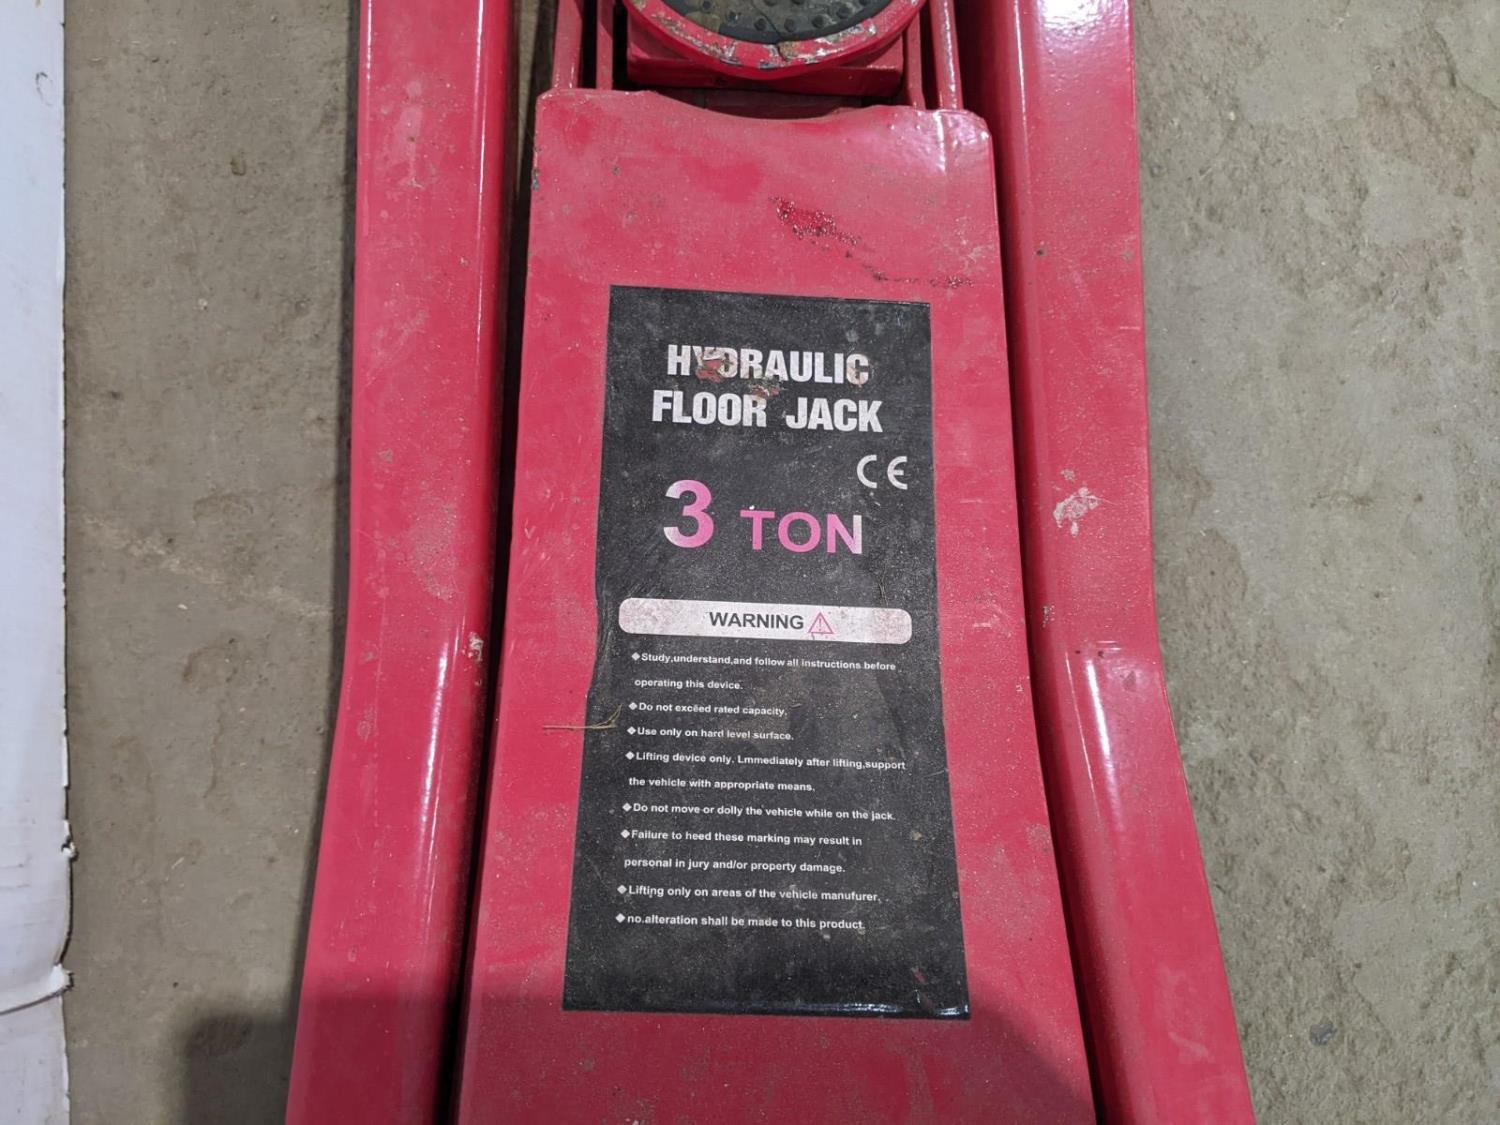 HYDRAULIC
FLOOR JACK
CE
3 TON
WARNING
◆Study,understand,and follow all instructions before
operating this device.
◆Do not exceed rated capacity.
◆Use only on hard level surface.
◆Lifting device only. Lmmediately after lifting,support
the vehicle with appropriate means.
◆Do not move or dolly the vehicle while on the jack.
◆Failure to heed these marking may result in
personal in jury and/or property damage.
◆Lifting only on areas of the vehicle manufurer.
◆no.alteration shall be made to this product.